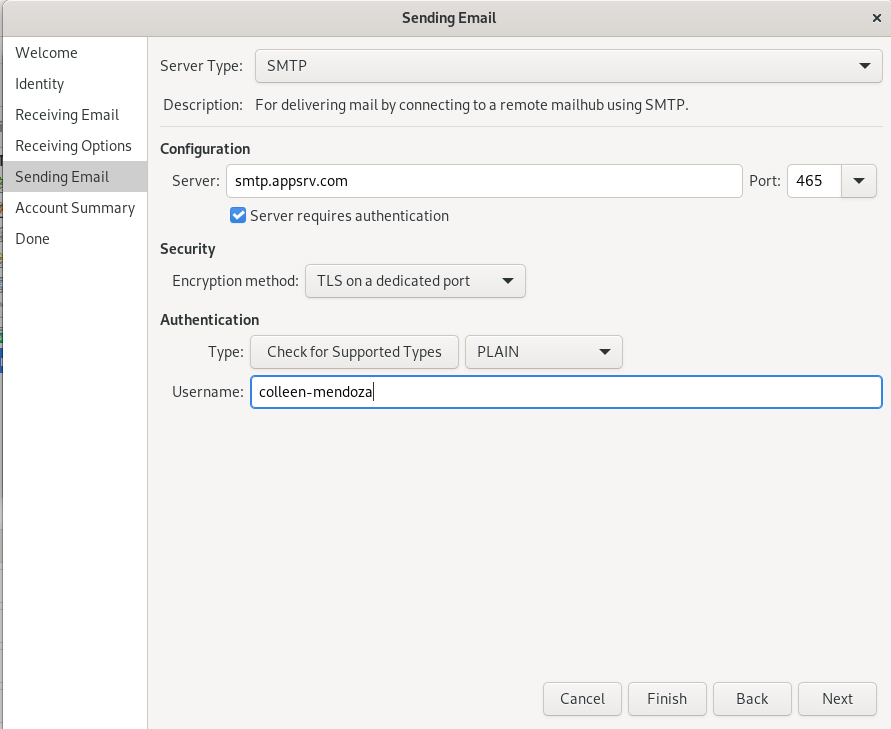 Sending Email
Welcome
Identity
Receiving Email
Receiving Options
Sending Email
Account Summary
Done
Server Type: SMTP
Description: For delivering mail by connecting to a remote mailhub using SMTP.
Configuration
Server: smtp.appsrv.com Port: 465
Server requires authentication
Security
Encryption method: TLS on a dedicated port
Authentication
Type: Check for Supported Types PLAIN
Username: colleen-mendoza
Cancel Finish Back Next